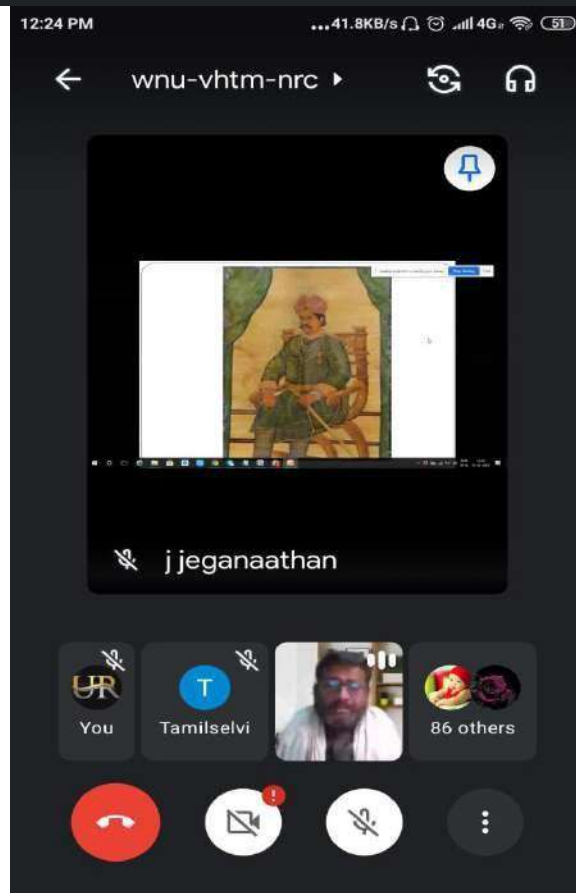 12:24 PM ...41.8KB/s 4G 51
wnu-vhtm-nrc
j jeganaathan
UR
T
You
Tamilselvi
86 others
!